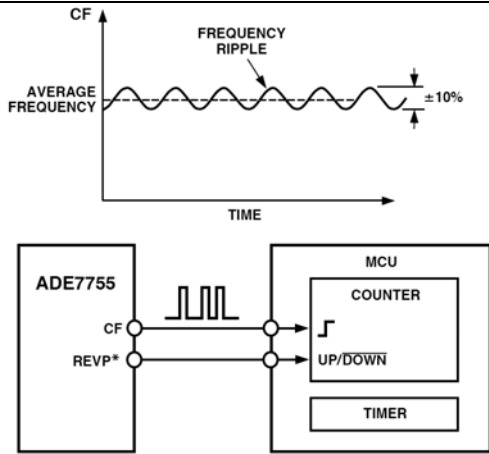 CF
FREQUENCY
RIPPLE
AVERAGE
FREQUENCY
±10%
TIME
MCU
ADE7755
COUNTER
CF
REVP*
UP/DOWN
TIMER